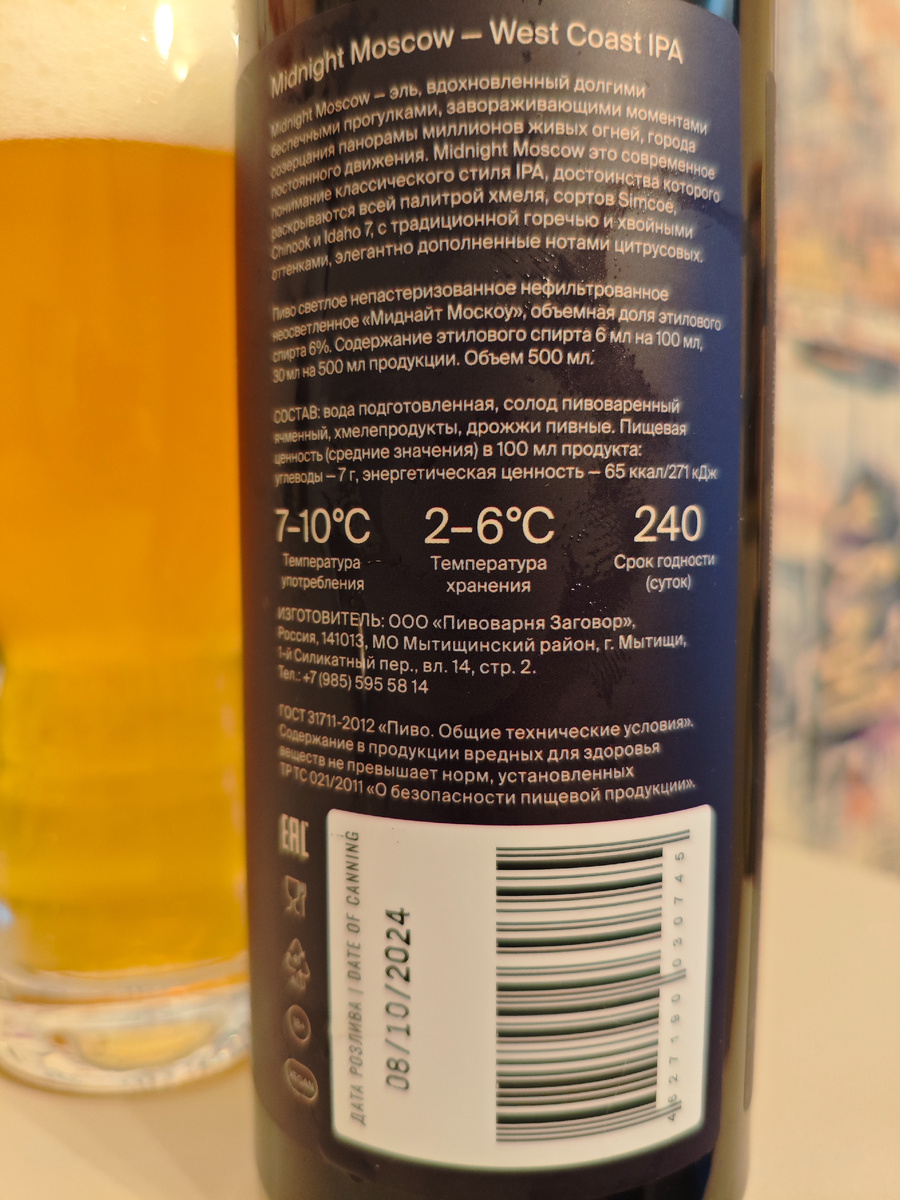 Midnight Moscow — West Coast IPA
Midnight Moscow — эль, вдохновленный долгими
беспечными прогулками, завораживающими моментами
созерцания панорамы миллионов живых огней, города
постоянного движения. Midnight Moscow это современное
понимание классического стиля IPA, достоинства которого
раскрываются всей палитрой хмеля, сортов Simcoe,
Chinook и Idaho 7, с традиционной горечью и хвойными
оттенками, элегантно дополненные нотами цитрусовых.
Пиво светлое непастеризованное нефильтрованное
неосветленное «Миднайт Москоу», объемная доля этилового
спирта 6%. Содержание этилового спирта 6 мл на 100 мл,
30 мл на 500 мл продукции. Объем 500 мл.
СОСТАВ: вода подготовленная, солод пивоваренный
ячменный, хмелепродукты, дрожжи пивные. Пищевая
ценность (средние значения) в 100 мл продукта:
углеводы — 7 г, энергетическая ценность — 65 ккал/271 кДж
7–10°C 2–6°C 240
Температура Температура Срок годности
употребления хранения (суток)
ИЗГОТОВИТЕЛЬ: ООО «Пивоварня Заговор»,
Россия, 141013, МО Мытищинский район, г. Мытищи,
1-й Силикатный пер., вл. 14, стр. 2.
Тел.: +7 (985) 595 58 14
ГОСТ 31711-2012 «Пиво. Общие технические условия».
Содержание в продукции вредных для здоровья
веществ не превышает норм, установленных
ТР ТС 021/2011 «О безопасности пищевой продукции».
EAC
VEGAN
ДАТА РОЗЛИВА | DATE OF CANNING
08/10/2024
4 627190 030745